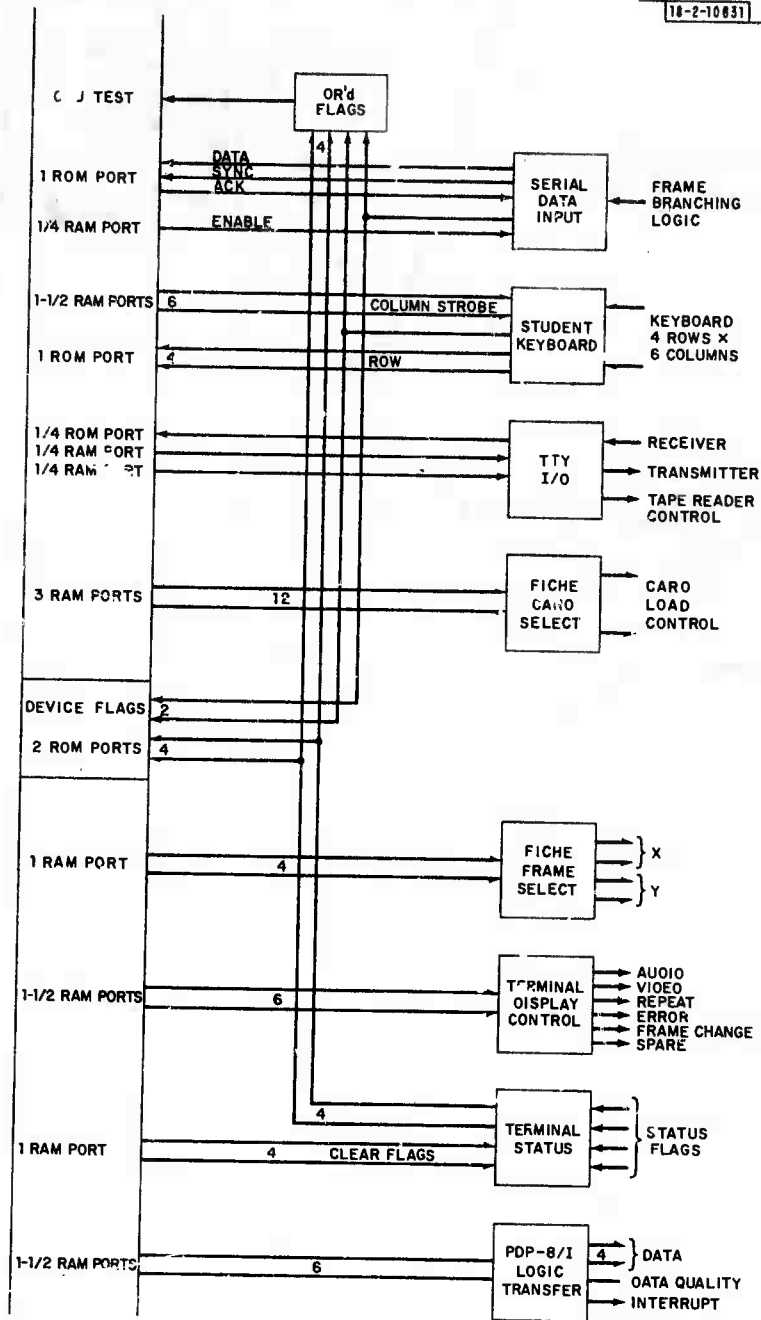 18-2-10631
TEST
OR'd
FLAGS
4
DATA
SYNC
ACK
1 ROM PORT
SERIAL
DATA
INPUT
FRAME
BRANCHING
LOGIC
1/4 RAM PORT
ENABLE
1-1/2 RAM PORTS
6
COLUMN STROBE
STUDENT
KEYBOARD
KEYBOARD
4 ROWS ×
6 COLUMNS
1 ROM PORT
4
ROW
1/4 ROM PORT
1/4 RAM PORT
1/4 RAM
TTY
I/O
RECEIVER
TRANSMITTER
TAPE READER
CONTROL
3 RAM PORTS
12
FICHE
CARD
SELECT
CARO
LOAD
CONTROL
DEVICE FLAGS
2
2 ROM PORTS
4
1 RAM PORT
4
FICHE
FRAME
SELECT
X
Y
1-1/2 RAM PORTS
6
TERMINAL
DISPLAY
CONTROL
AUDIO
VIDEO
REPEAT
ERROR
FRAME CHANGE
SPARE
4
1 RAM PORT
4
CLEAR FLAGS
TERMINAL
STATUS
STATUS
FLAGS
1-1/2 RAM PORTS
6
PDP-8/I
LOGIC
TRANSFER
4
DATA
DATA QUALITY
INTERRUPT